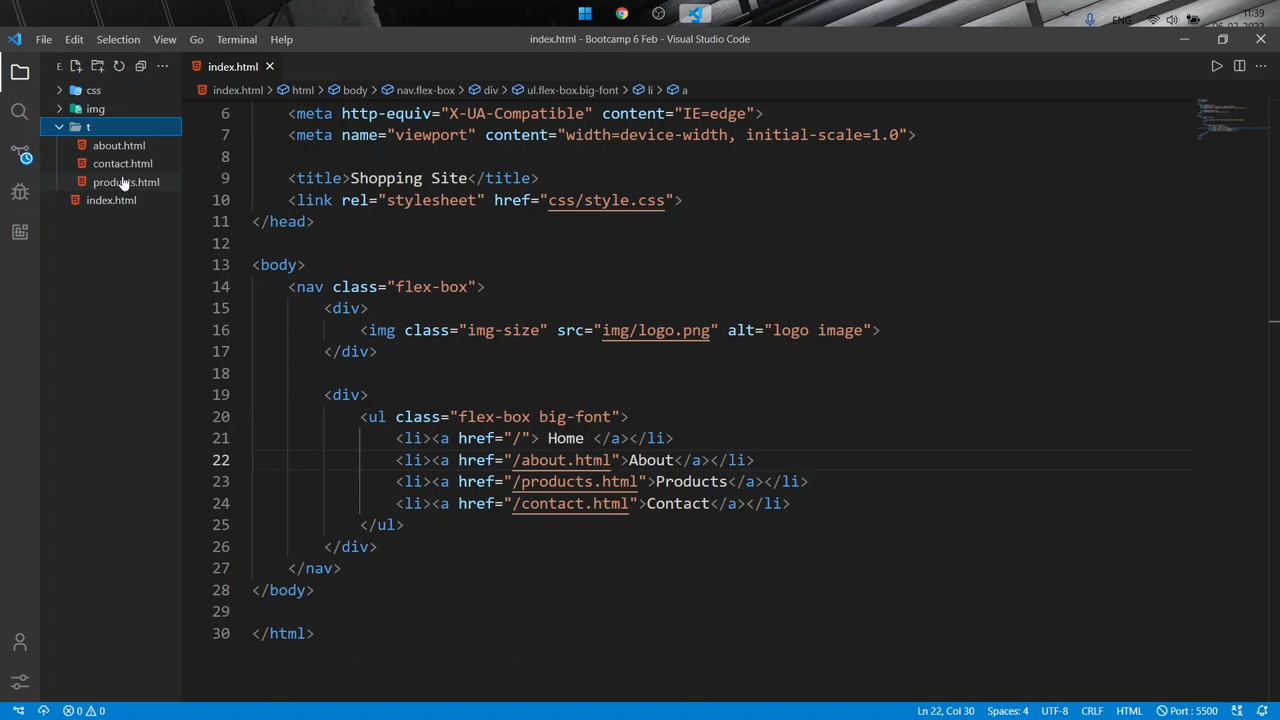 ENG
11:39
File Edit Selection View Go Terminal Help
index.html - Bootcamp 6 Feb - Visual Studio Code
E.
index.html
css
index.html > html > body > nav.flex-box > div > ul.flex-box.big-font > li > a
img
t
about.html
contact.html
products.html
index.html
6 <meta http-equiv="X-UA-Compatible" content="IE=edge">
7 <meta name="viewport" content="width=device-width, initial-scale=1.0">
8
9 <title>Shopping Site</title>
10 <link rel="stylesheet" href="css/style.css">
11 </head>
12
13 <body>
14 <nav class="flex-box">
15 <div>
16 <img class="img-size" src="img/logo.png" alt="logo image">
17 </div>
18
19 <div>
20 <ul class="flex-box big-font">
21 <li><a href="/"> Home </a></li>
22 <li><a href="/about.html">About</a></li>
23 <li><a href="/products.html">Products</a></li>
24 <li><a href="/contact.html">Contact</a></li>
25 </ul>
26 </div>
27 </nav>
28 </body>
29
30 </html>
0 0
Ln 22, Col 30 Spaces: 4 UTF-8 CRLF HTML Port : 5500